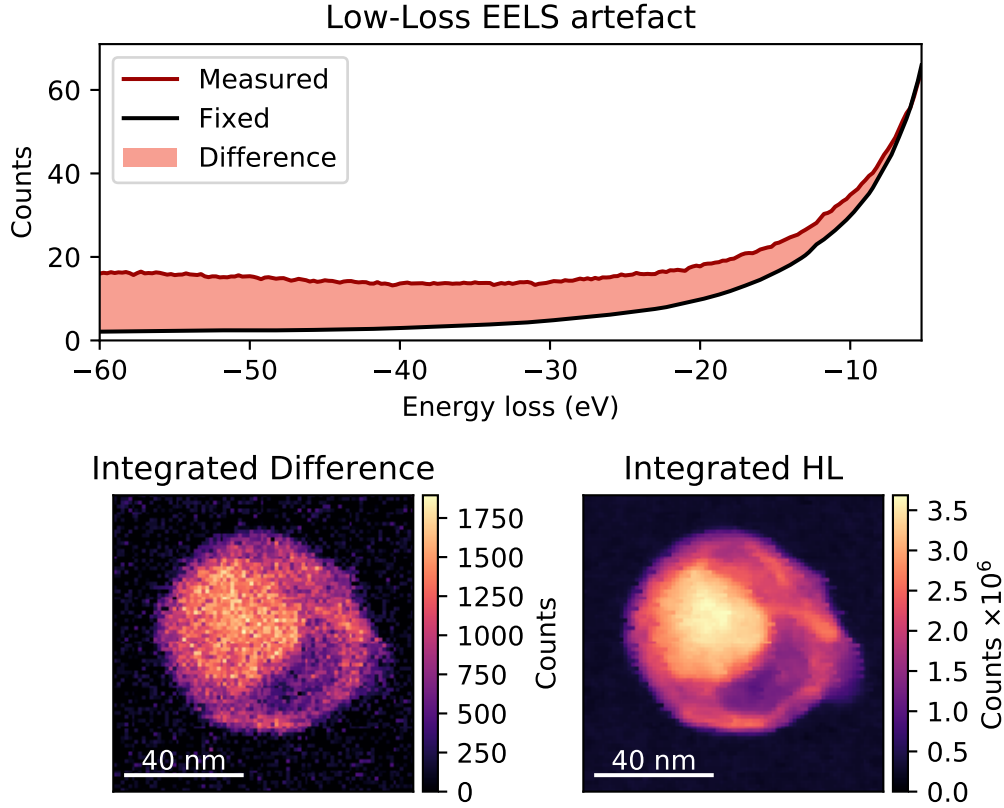 Low-Loss EELS artefact
Counts
60
40
20
0
Measured
Fixed
Difference
−60
−50
−40
−30
−20
−10
Energy loss (eV)
Integrated Difference
40 nm
1750
1500
1250
1000
750
500
250
0
Counts
Integrated HL
40 nm
3.5
3.0
2.5
2.0
1.5
1.0
0.5
0.0
Counts ×10⁶